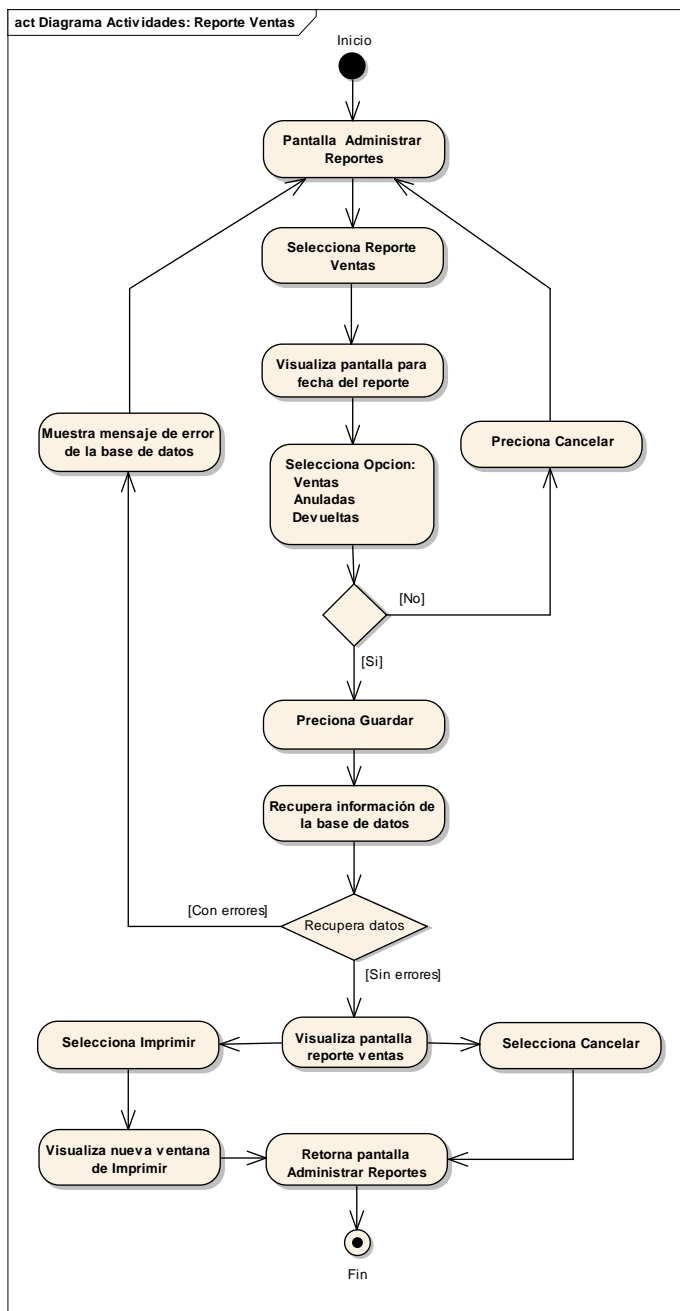 act Diagrama Actividades: Reporte Ventas
Inicio
Pantalla Administrar
Reportes
Selecciona Reporte
Ventas
Visualiza pantalla para
fecha del reporte
Muestra mensaje de error
de la base de datos
Preciona Cancelar
Selecciona Opcion:
Ventas
Anuladas
Devueltas
[No]
[Si]
Preciona Guardar
Recupera información de
la base de datos
[Con errores]
Recupera datos
[Sin errores]
Selecciona Imprimir
Visualiza pantalla
reporte ventas
Selecciona Cancelar
Visualiza nueva ventana
de Imprimir
Retorna pantalla
Administrar Reportes
Fin